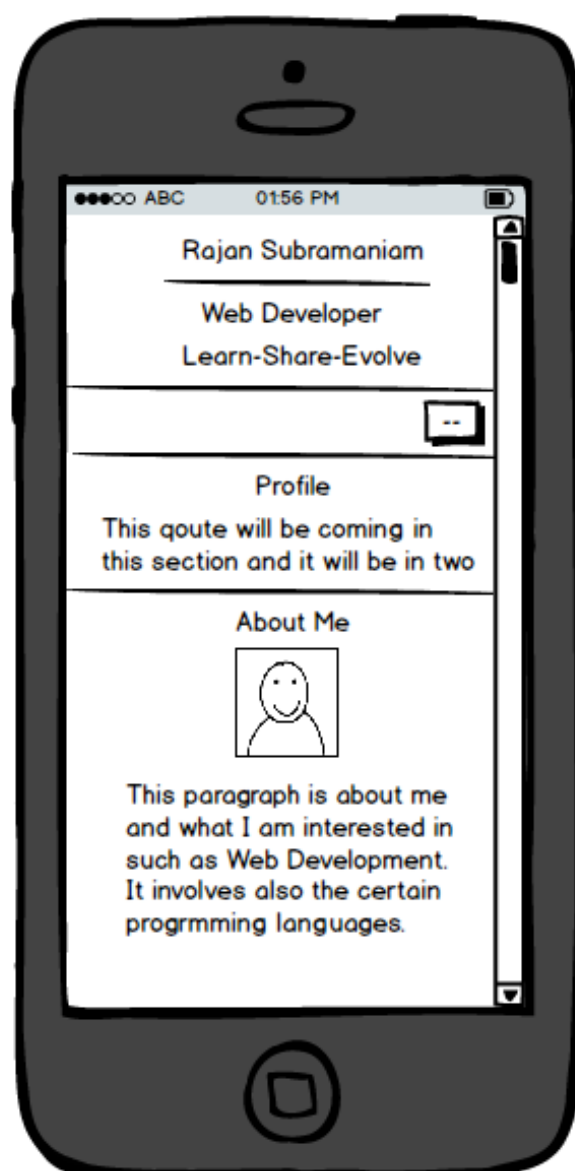 ABC 01:56 PM
Rajan Subramaniam
Web Developer
Learn-Share-Evolve
--
Profile
This qoute will be coming in
this section and it will be in two
About Me
This paragraph is about me
and what I am interested in
such as Web Development.
It involves also the certain
progrmming languages.